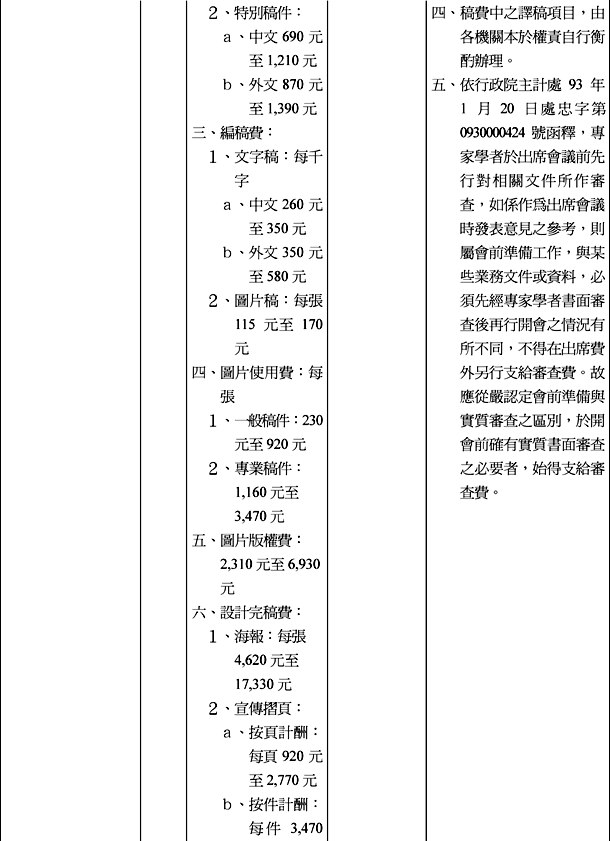 ２、特別稿件：
ａ、中文 690 元
至 1,210 元
ｂ、外文 870 元
至 1,390 元
三、編稿費：
１、文字稿：每千
字
ａ、中文 260 元
至 350 元
ｂ、外文 350 元
至 580 元
２、圖片稿：每張
115 元至 170
元
四、圖片使用費：每
張
１、一般稿件：230
元至 920 元
２、專業稿件：
1,160 元至
3,470 元
五、圖片版權費：
2,310 元至 6,930
元
六、設計完稿費：
１、海報：每張
4,620 元至
17,330 元
２、宣傳摺頁：
ａ、按頁計酬：
每頁 920 元
至 2,770 元
ｂ、按件計酬：
每件 3,470
四、稿費中之譯稿項目，由
各機關本於權責自行衡
酌辦理。
五、依行政院主計處 93 年
1 月 20 日處忠字第
0930000424 號函釋，專
家學者於出席會議前先
行對相關文件所作審
查，如係作為出席會議
時發表意見之參考，則
屬會前準備工作，與某
些業務文件或資料，必
須先經專家學者書面審
查後再行開會之情況有
所不同，不得在出席費
外另行支給審查費。故
應從嚴認定會前準備與
實質審查之區別，於開
會前確有實質書面審查
之必要者，始得支給審
查費。